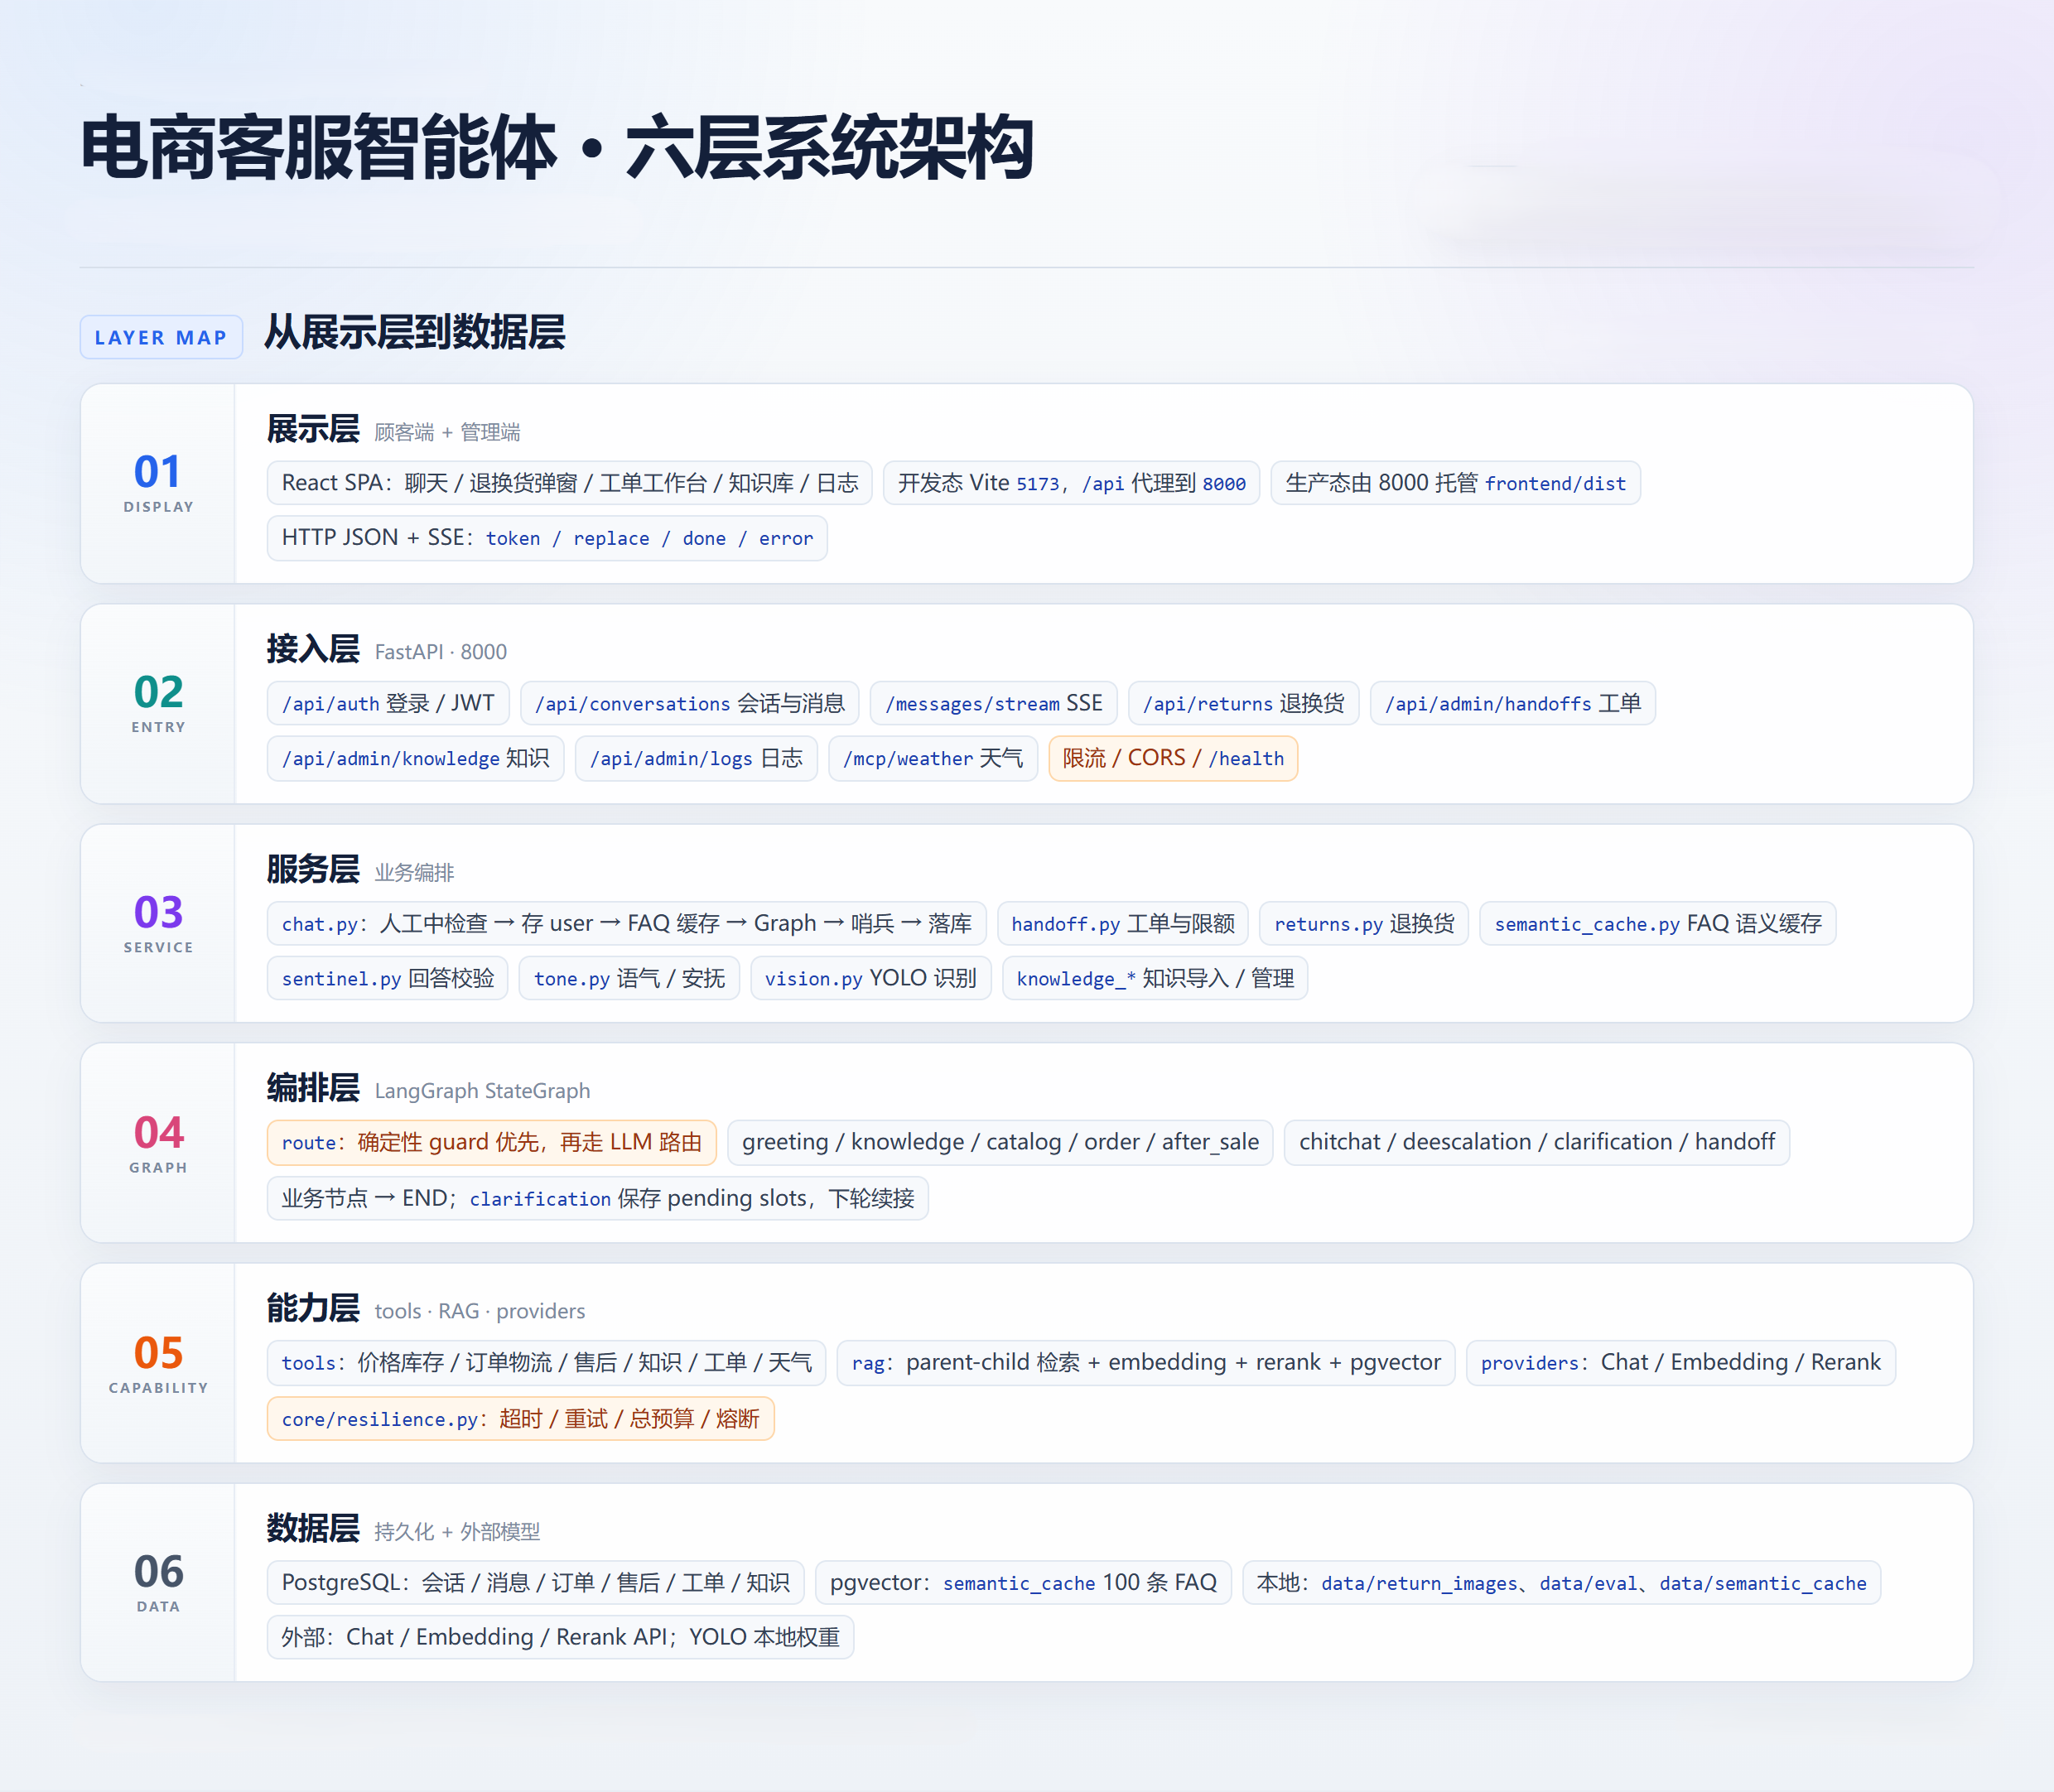 电商客服智能体 • 六层系统架构
LAYER MAP 从展示层到数据层
01
DISPLAY
展示层 顾客端 + 管理端
React SPA：聊天 / 退换货弹窗 / 工单工作台 / 知识库 / 日志 开发态 Vite 5173，/api 代理到 8000 生产态由 8000 托管 frontend/dist
HTTP JSON + SSE：token / replace / done / error
02
ENTRY
接入层 FastAPI · 8000
/api/auth 登录 / JWT /api/conversations 会话与消息 /messages/stream SSE /api/returns 退换货 /api/admin/handoffs 工单
/api/admin/knowledge 知识 /api/admin/logs 日志 /mcp/weather 天气 限流 / CORS / /health
03
SERVICE
服务层 业务编排
chat.py：人工中检查 → 存 user → FAQ 缓存 → Graph → 哨兵 → 落库 handoff.py 工单与限额 returns.py 退换货 semantic_cache.py FAQ 语义缓存
sentinel.py 回答校验 tone.py 语气 / 安抚 vision.py YOLO 识别 knowledge_* 知识导入 / 管理
04
GRAPH
编排层 LangGraph StateGraph
route：确定性 guard 优先，再走 LLM 路由 greeting / knowledge / catalog / order / after_sale chitchat / deescalation / clarification / handoff
业务节点 → END；clarification 保存 pending slots，下轮续接
05
CAPABILITY
能力层 tools · RAG · providers
tools：价格库存 / 订单物流 / 售后 / 知识 / 工单 / 天气 rag：parent-child 检索 + embedding + rerank + pgvector providers：Chat / Embedding / Rerank
core/resilience.py：超时 / 重试 / 总预算 / 熔断
06
DATA
数据层 持久化 + 外部模型
PostgreSQL：会话 / 消息 / 订单 / 售后 / 工单 / 知识 pgvector：semantic_cache 100 条 FAQ 本地：data/return_images、data/eval、data/semantic_cache
外部：Chat / Embedding / Rerank API；YOLO 本地权重